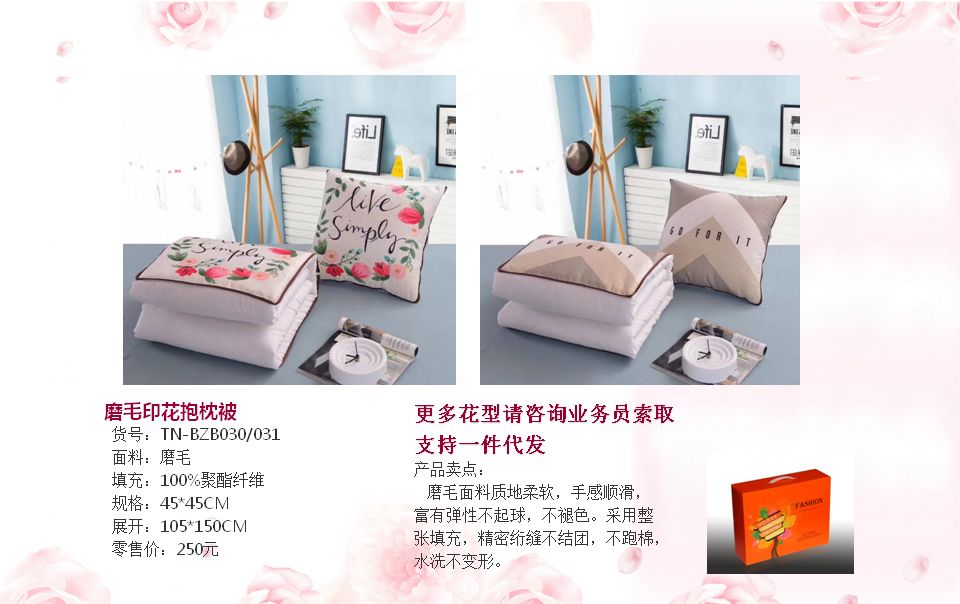 Life.
Life.
live
Simply
Simply
GO FOR IT
GO FOR IT
磨毛印花抱枕被
货号：TN-BZB030/031
面料：磨毛
填充：100%聚酯纤维
规格：45*45CM
展开：105*150CM
零售价：250元
更多花型请咨询业务员索取
支持一件代发
产品卖点：
磨毛面料质地柔软，手感顺滑，
富有弹性不起球，不褪色。采用整
张填充，精密绗缝不结团，不跑棉，
水洗不变形。
FASHION